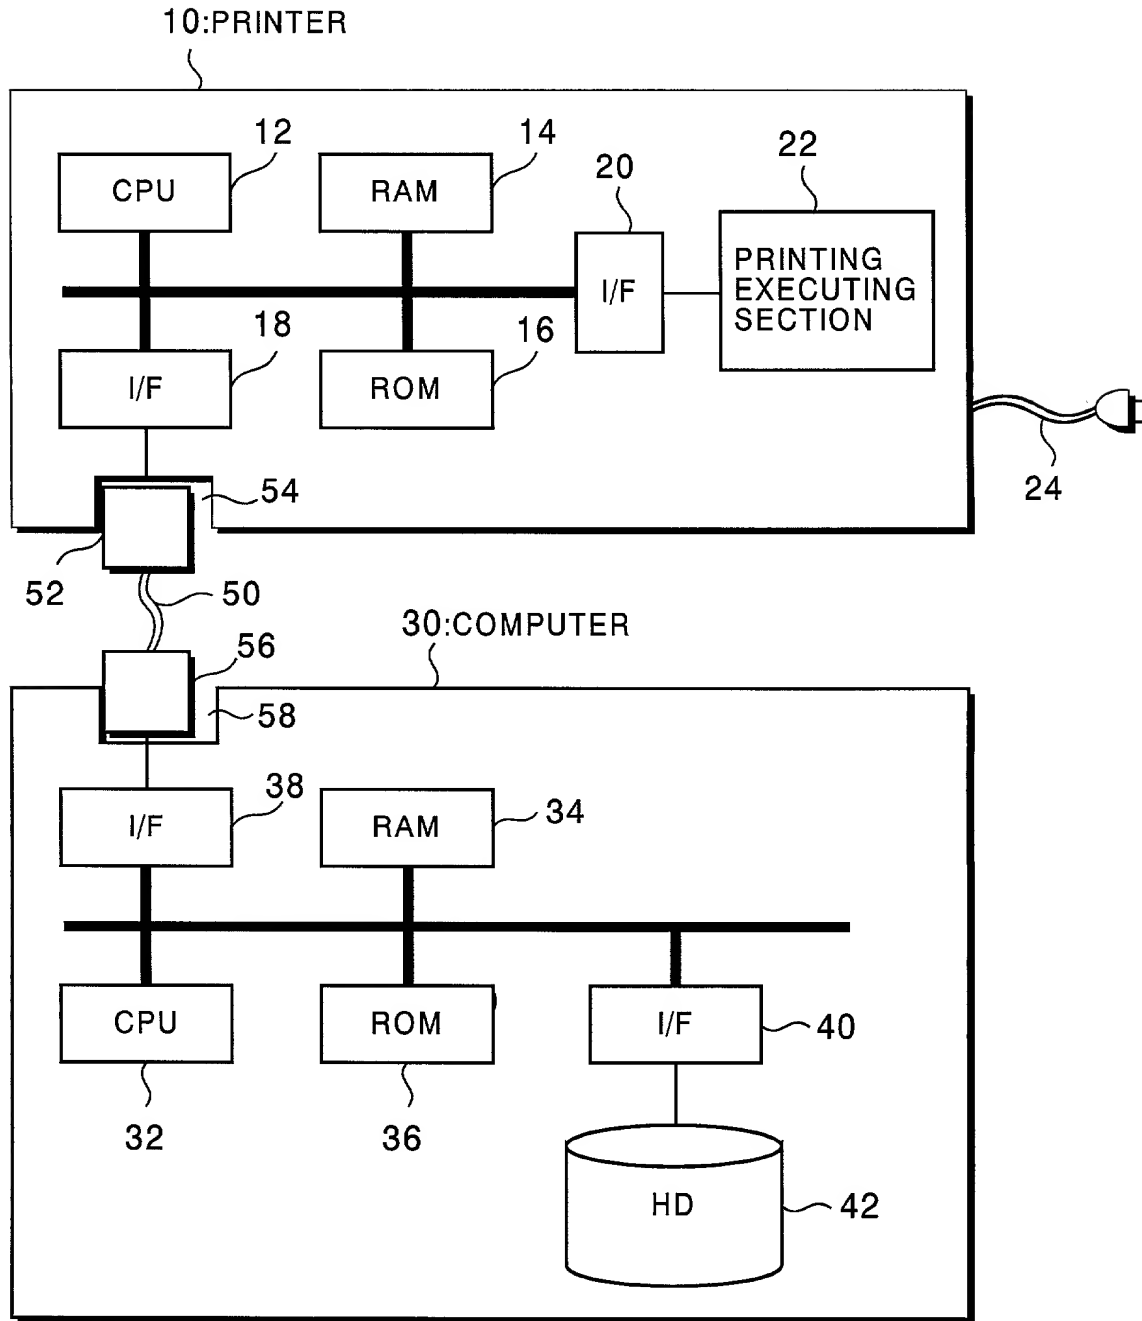 10:PRINTER
12
14
20
22
CPU
RAM
I/F
PRINTING
EXECUTING
SECTION
18
16
I/F
ROM
24
54
52
50
30:COMPUTER
56
58
38
34
I/F
RAM
CPU
ROM
I/F
40
32
36
HD
42